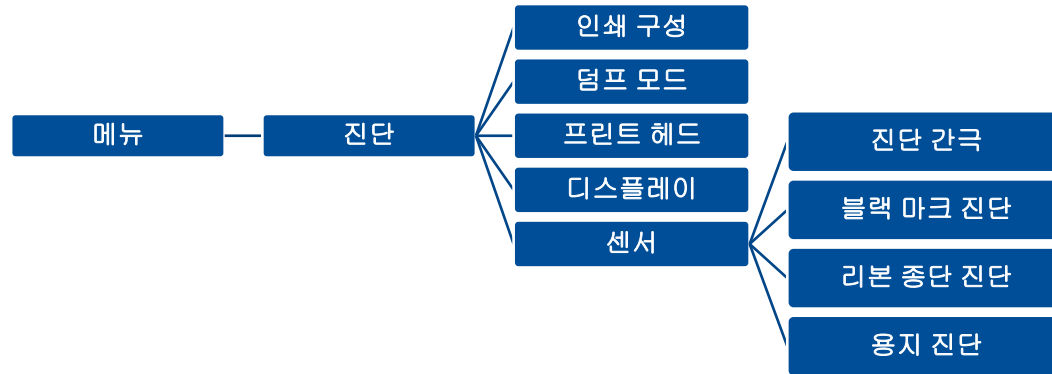 메뉴
진단
인쇄 구성
덤프 모드
프린트 헤드
디스플레이
센서
진단 간극
블랙 마크 진단
리본 종단 진단
용지 진단